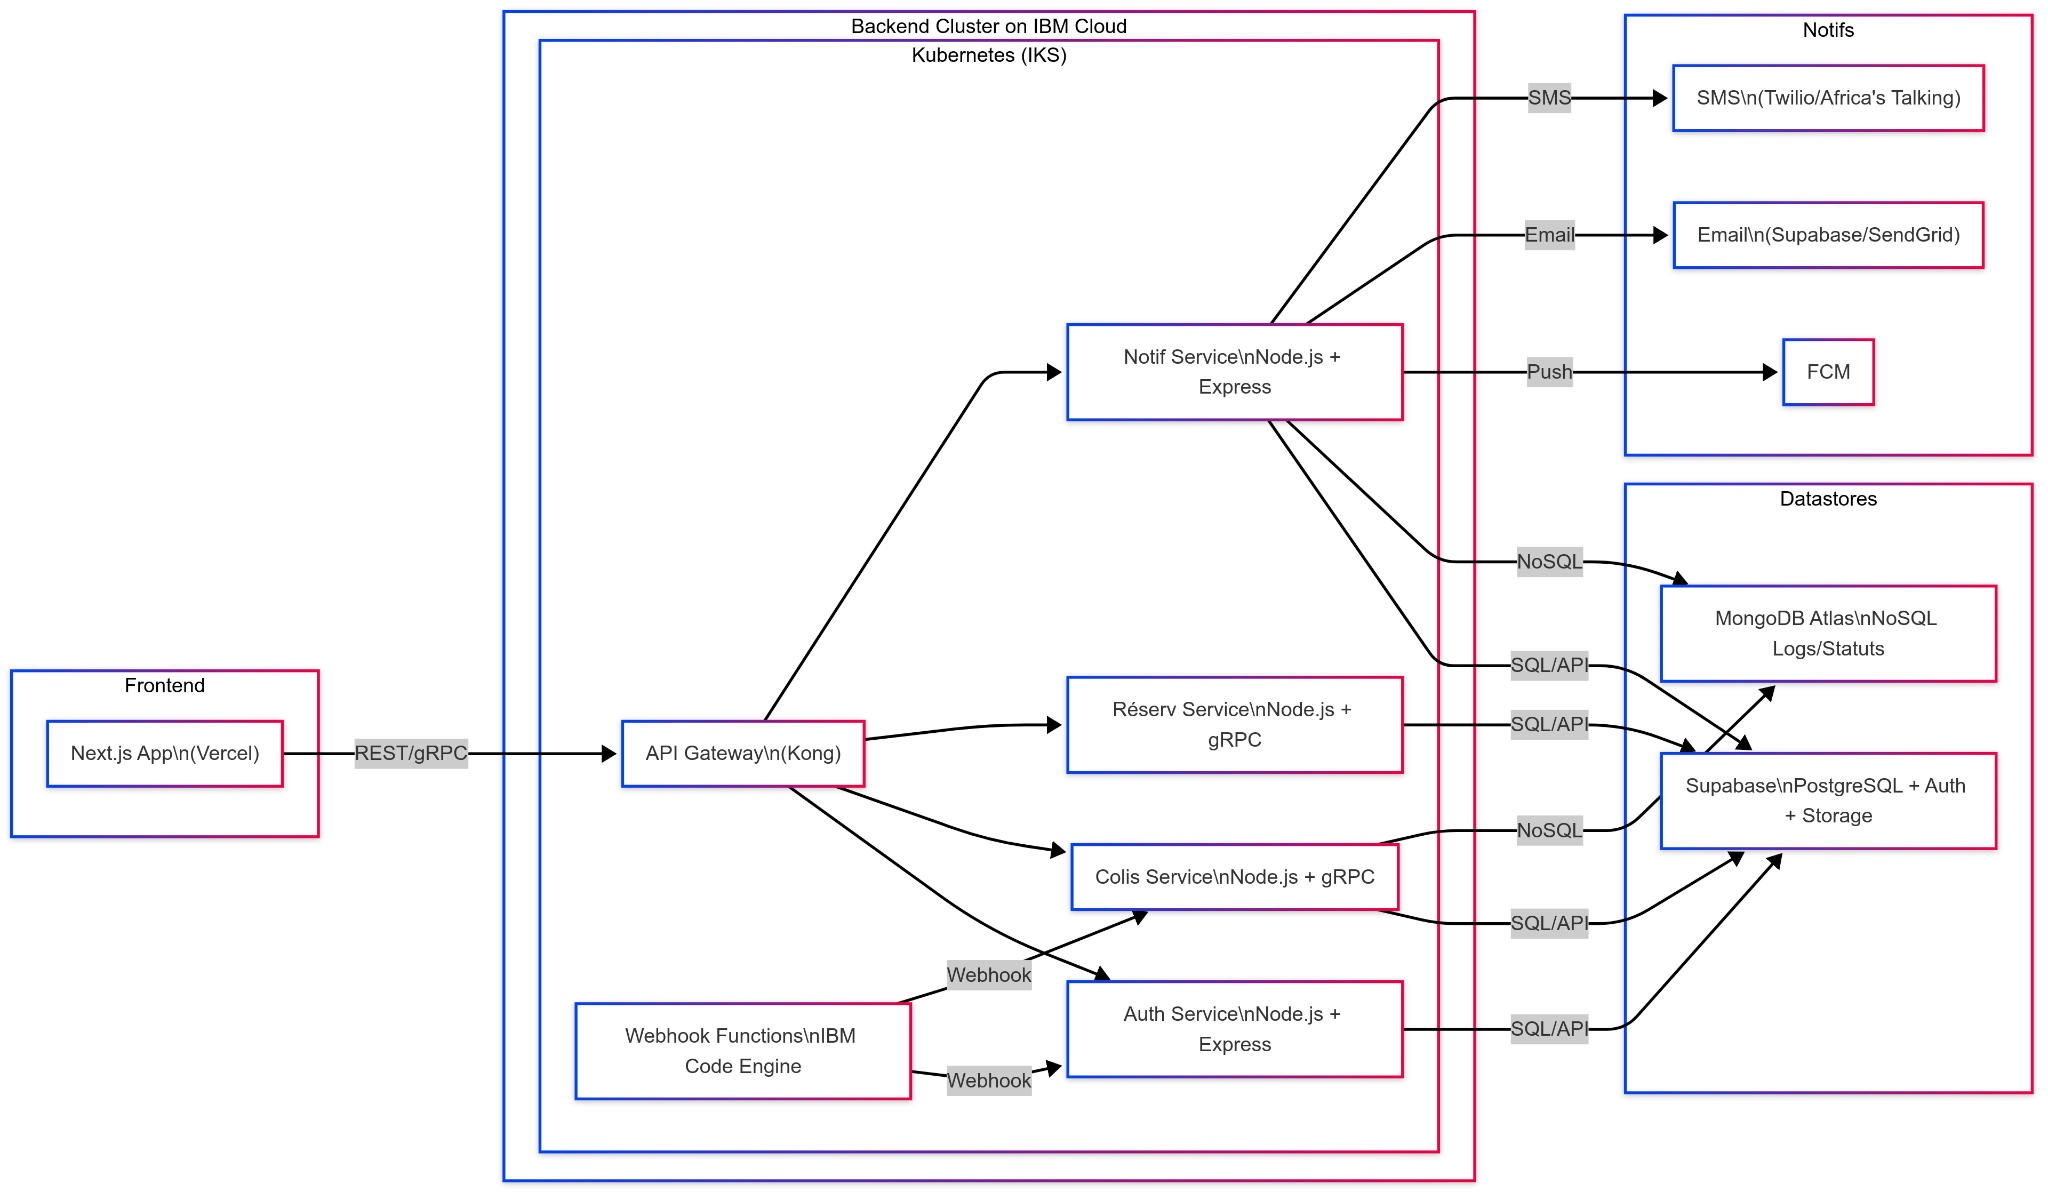 Backend Cluster on IBM Cloud
Kubernetes (IKS)
Notifs
SMS
SMS\n(Twilio/Africa's Talking)
Email
Email\n(Supabase/SendGrid)
Notif Service\nNode.js +
Express
Push
FCM
Datastores
NoSQL
MongoDB Atlas\nNoSQL
Logs/Statuts
SQL/API
Frontend
Next.js App\n(Vercel)
REST/gRPC
API Gateway\n(Kong)
Réserv Service\nNode.js +
gRPC
SQL/API
Supabase\nPostgreSQL + Auth
+ Storage
NoSQL
Colis Service\nNode.js + gRPC
SQL/API
Webhook
Webhook Functions\nIBM
Code Engine
Webhook
Auth Service\nNode.js +
Express
SQL/API